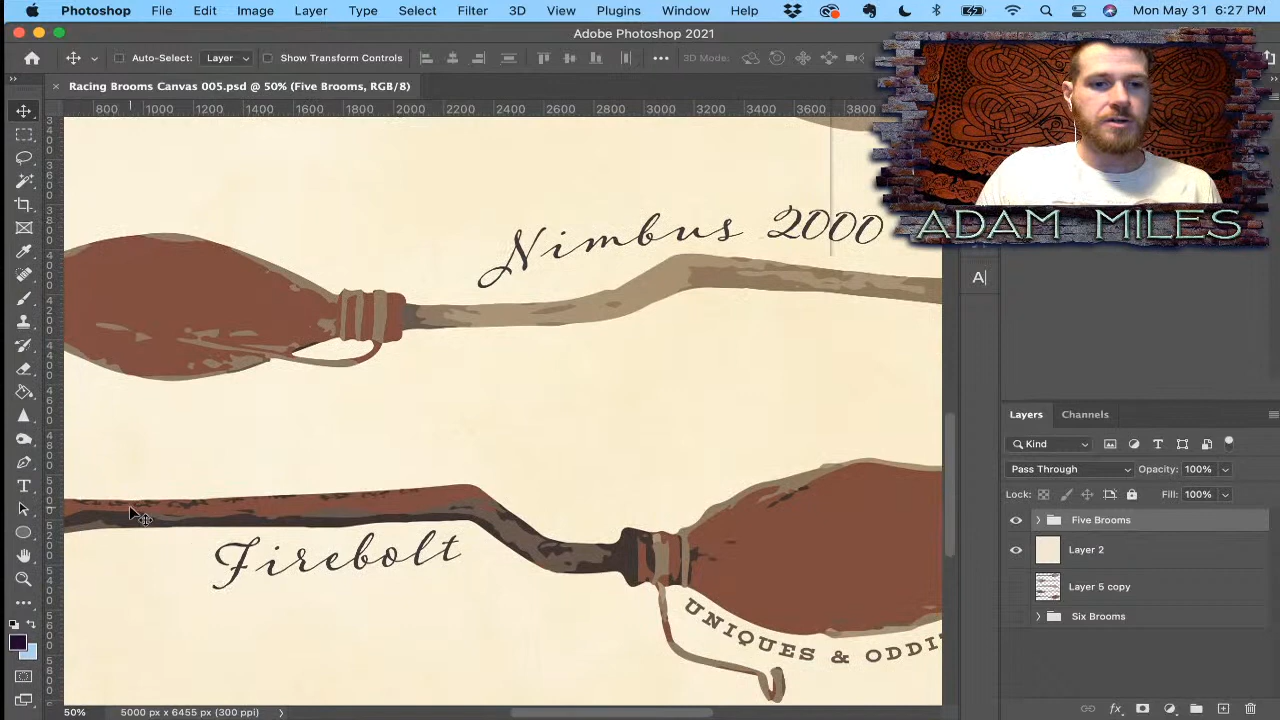 Photoshop File Edit Image Layer Type Select Filter 3D View Plugins Window Help Mon May 31 6:27 PM
Adobe Photoshop 2021
Auto-Select: Layer Show Transform Controls 3D Mode:
Racing Brooms Canvas 005.psd @ 50% (Five Brooms, RGB/8)
800 1000 1200 1400 1600 1800 2000 2200 2400 2600 2800 3000 3200 3400 3600 3800
ADAM MILES
Nimbus 2000
A|
Firebolt
UNIQUES & ODDI
Layers Channels
Kind
Pass Through Opacity: 100%
Lock: Fill: 100%
Five Brooms
Layer 2
Layer 5 copy
Six Brooms
50% 5000 px x 6455 px (300 ppi)